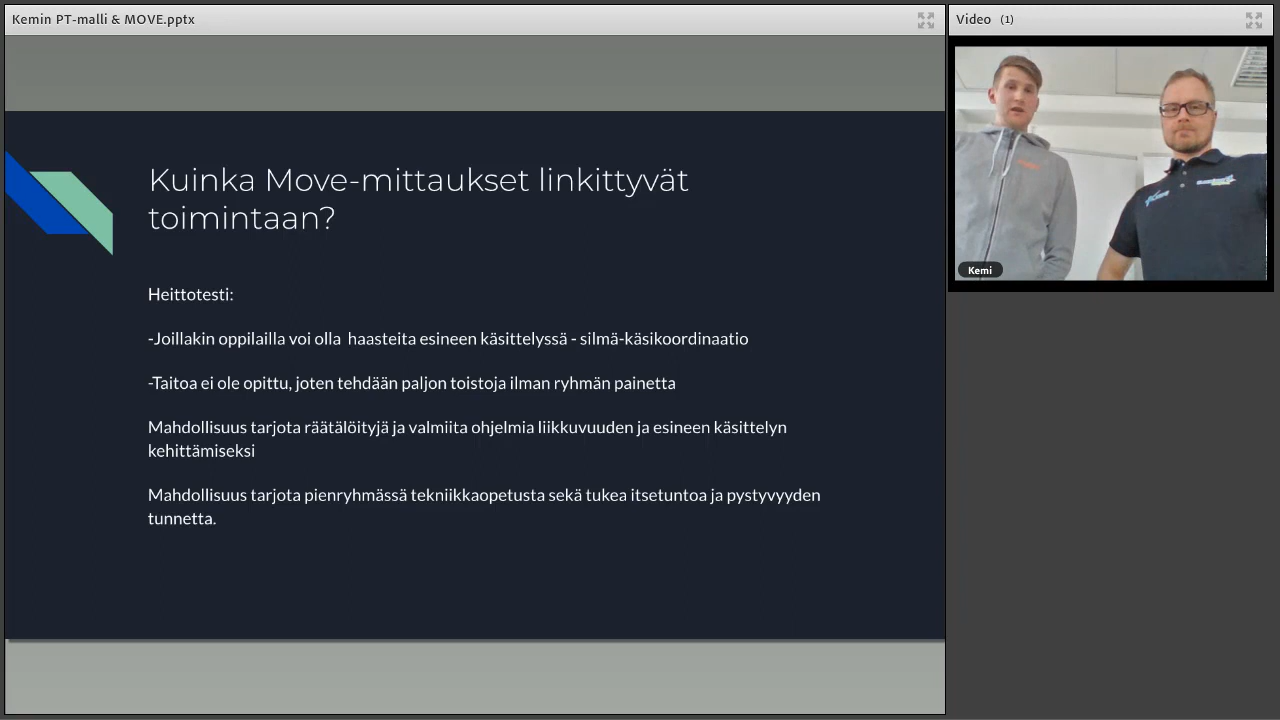 Kemin PT-malli & MOVE.pptx
Video (1)
Kuinka Move-mittaukset linkittyvät
toimintaan?
Heittotesti:
-Joillakin oppilailla voi olla haasteita esineen käsittelyssä - silmä-käsikoordinaatio
-Taitoa ei ole opittu, joten tehdään paljon toistoja ilman ryhmän painetta
Mahdollisuus tarjota räätälöityjä ja valmiita ohjelmia liikkuvuuden ja esineen käsittelyn
kehittämiseksi
Mahdollisuus tarjota pienryhmässä tekniikkaopetusta sekä tukea itsetuntoa ja pystyvyyden
tunnetta.
Kemi